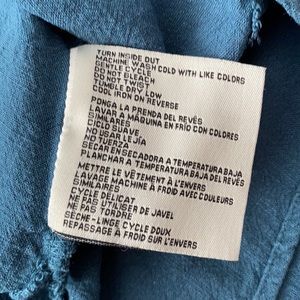 TURN INSIDE OUT
MACHINE WASH COLD WITH LIKE COLORS
GENTLE CYCLE
DO NOT BLEACH
DO NOT TWIST
TUMBLE DRY LOW
COOL IRON ON REVERSE
PONGA LA PRENDA DEL REVÉS
LAVAR A MÁQUINA EN FRÍO CON COLORES
SIMILARES
CICLO SUAVE
NO USAR LEJÍA
NO TUERZA
SECAR EN SECADORA A TEMPERATURA BAJA
PLANCHAR A TEMPERATURA BAJA DEL REVÉS
METTRE LE VÊTEMENT À L'ENVERS
LAVAGE MACHINE À FROID AVEC COULEURS
SIMILAIRES
CYCLE DÉLICAT
NE PAS UTILISER DE JAVEL
NE PAS TORDRE
SÈCHE-LINGE CYCLE DOUX
REPASSAGE À FROID SUR L'ENVERS